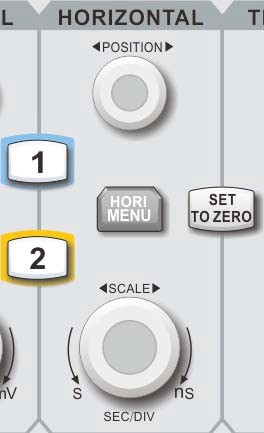 L HORIZONTAL T
◄POSITION►
1
HORI
MENU
SET
TO ZERO
2
◄SCALE►
mV S nS
SEC/DIV